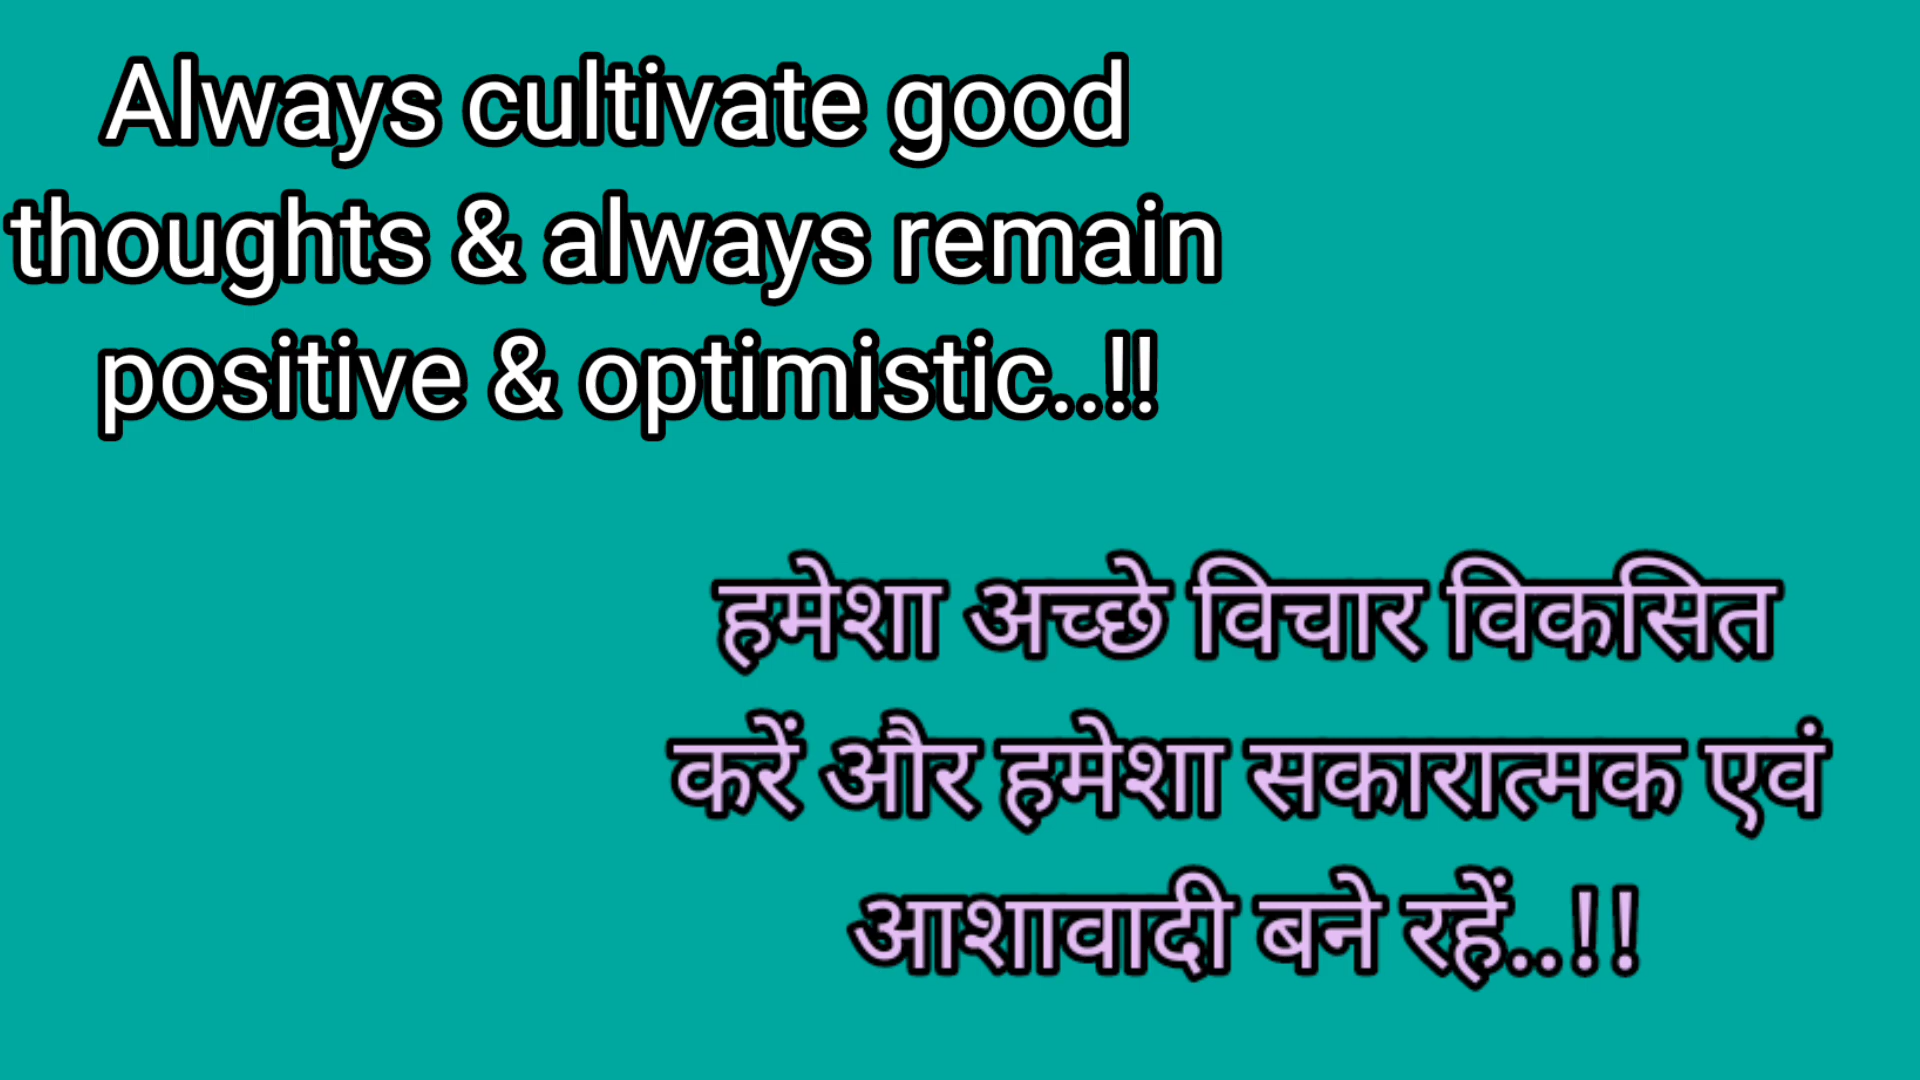 Always cultivate good
thoughts & always remain
positive & optimistic..!!
हमेशा अच्छे विचार विकसित
करें और हमेशा सकारात्मक एवं
आशावादी बने रहें..!!